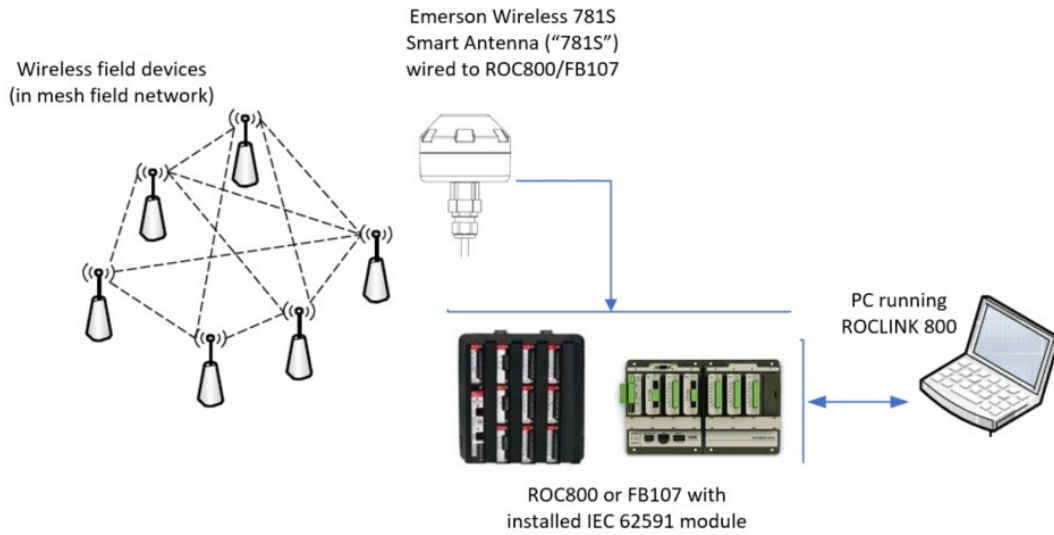 Emerson Wireless 781S
Smart Antenna (“781S”)
wired to ROC800/FB107
Wireless field devices
(in mesh field network)
PC running
ROCLINK 800
ROC800 or FB107 with
installed IEC 62591 module